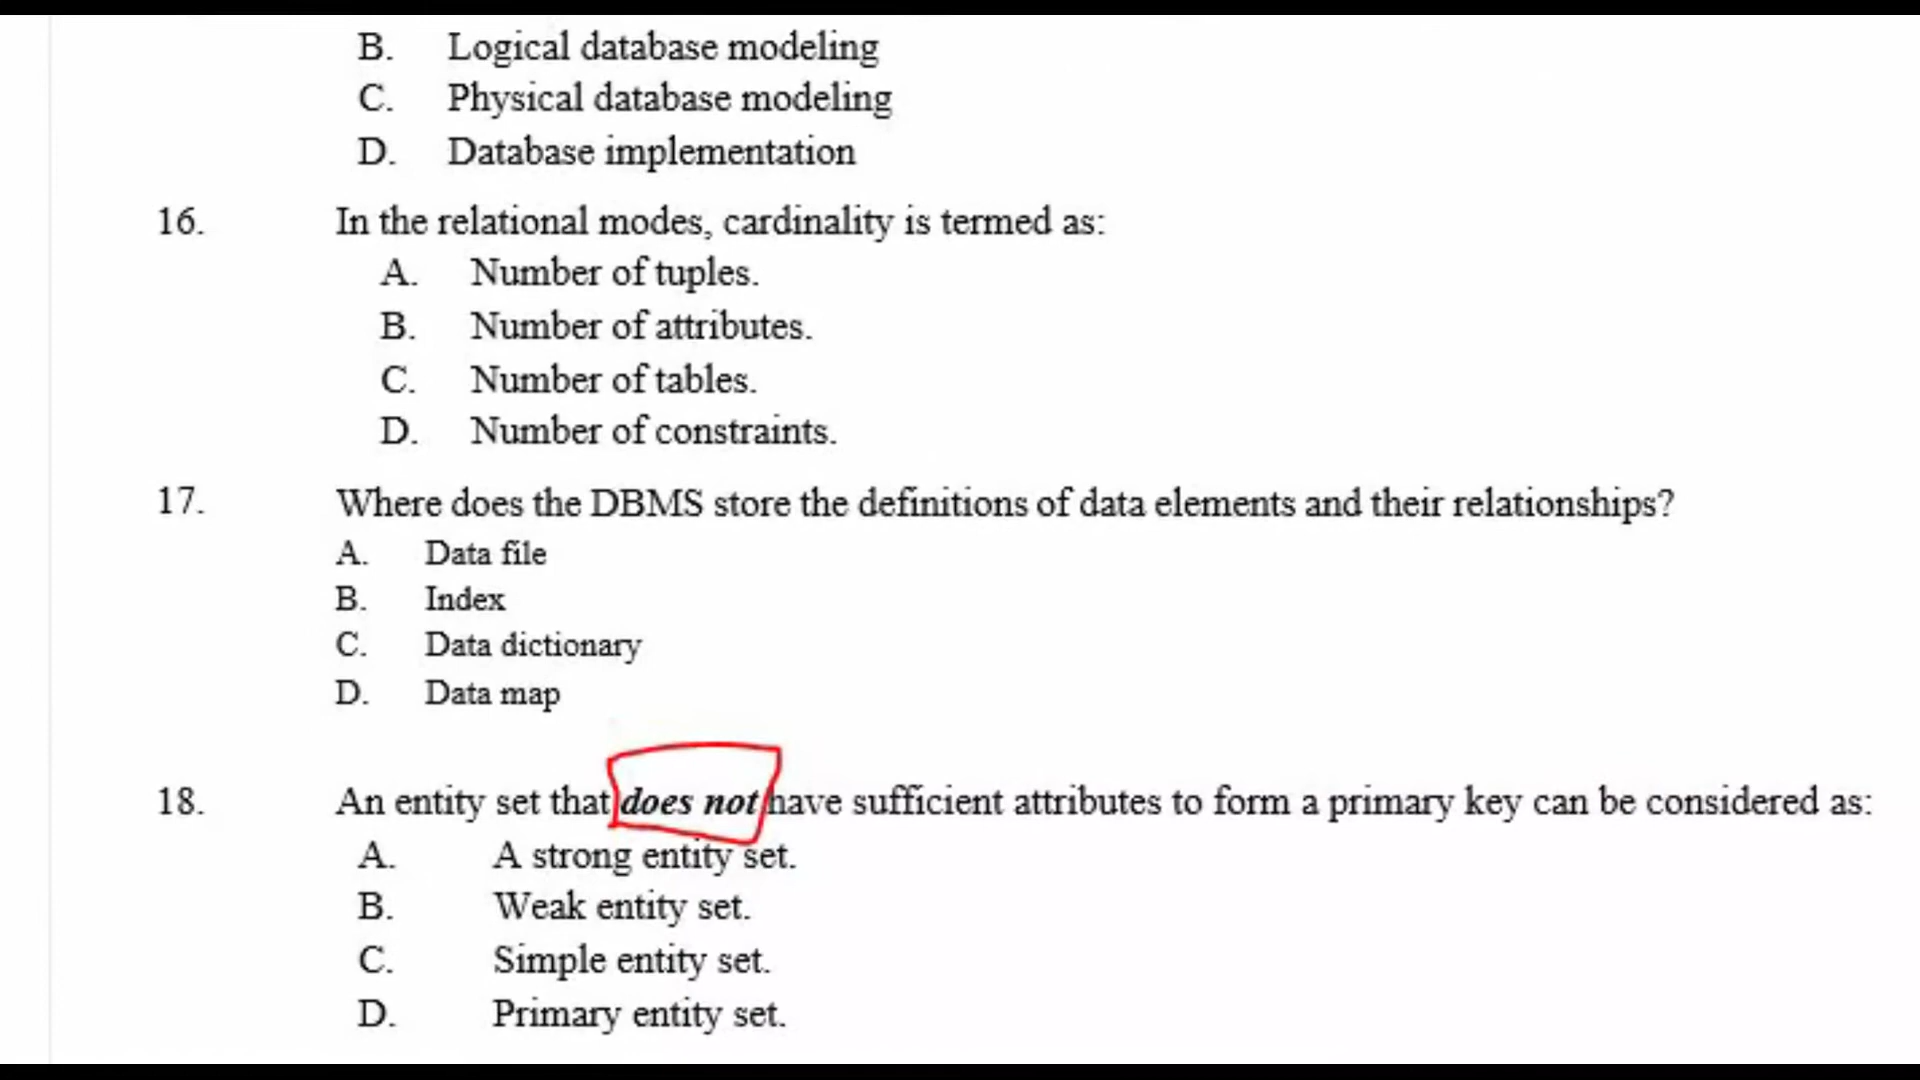 B. Logical database modeling
C. Physical database modeling
D. Database implementation
16. In the relational modes, cardinality is termed as:
A. Number of tuples.
B. Number of attributes.
C. Number of tables.
D. Number of constraints.
17. Where does the DBMS store the definitions of data elements and their relationships?
A. Data file
B. Index
C. Data dictionary
D. Data map
18. An entity set that does not have sufficient attributes to form a primary key can be considered as:
A. A strong entity set.
B. Weak entity set.
C. Simple entity set.
D. Primary entity set.